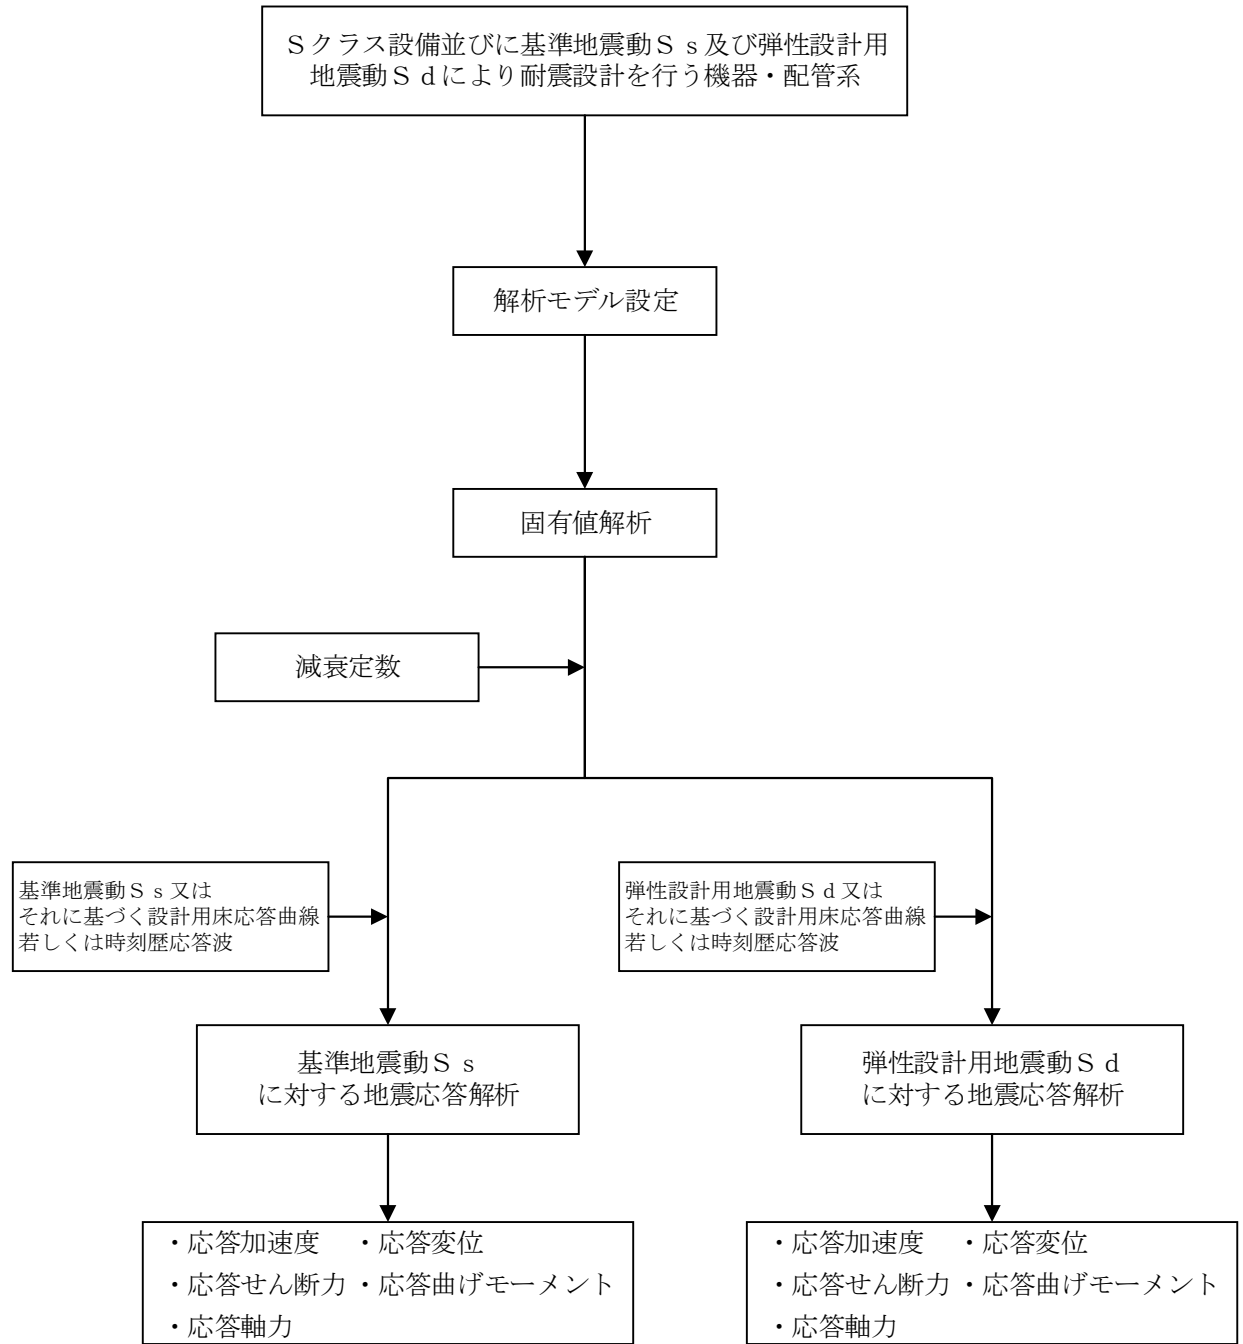 Sクラス設備並びに基準地震動Ss及び弾性設計用
地震動Sdにより耐震設計を行う機器・配管系
解析モデル設定
固有値解析
減衰定数
基準地震動Ss又は
それに基づく設計用床応答曲線
若しくは時刻歴応答波
弾性設計用地震動Sd又は
それに基づく設計用床応答曲線
若しくは時刻歴応答波
基準地震動Ss
に対する地震応答解析
弾性設計用地震動Sd
に対する地震応答解析
・応答加速度 ・応答変位
・応答せん断力 ・応答曲げモーメント
・応答軸力
・応答加速度 ・応答変位
・応答せん断力 ・応答曲げモーメント
・応答軸力